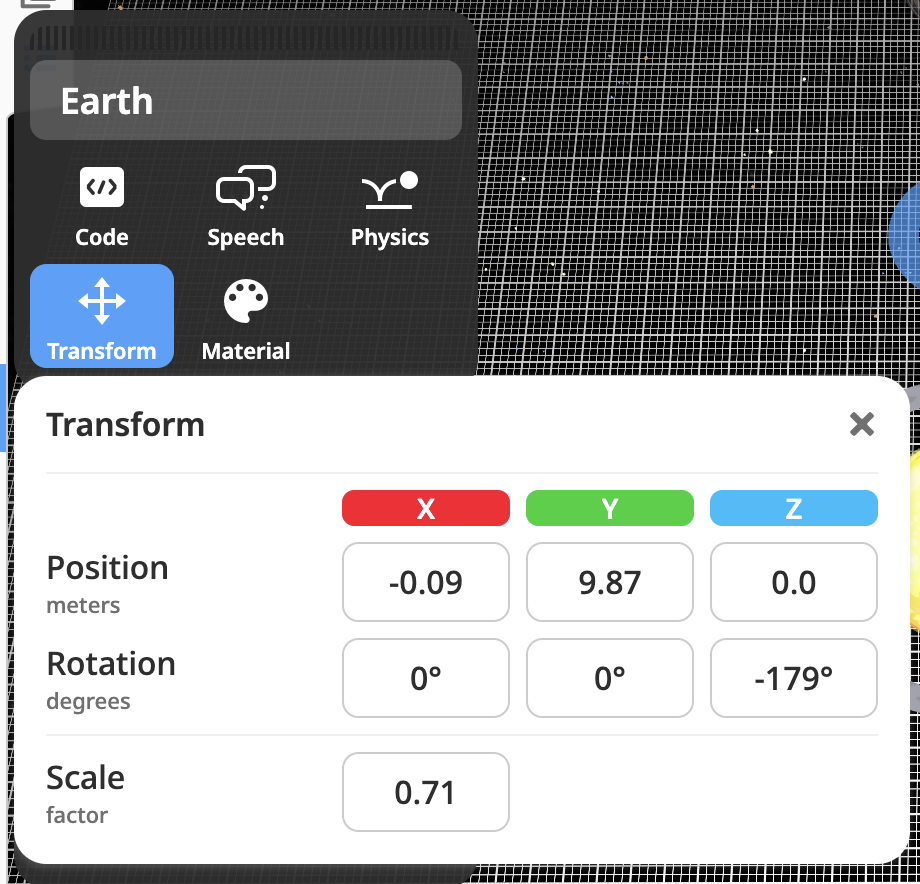 Earth
Code Speech Physics
Transform Material
Transform
X Y Z
Position -0.09 9.87 0.0
meters
Rotation 0° 0° -179°
degrees
Scale 0.71
factor